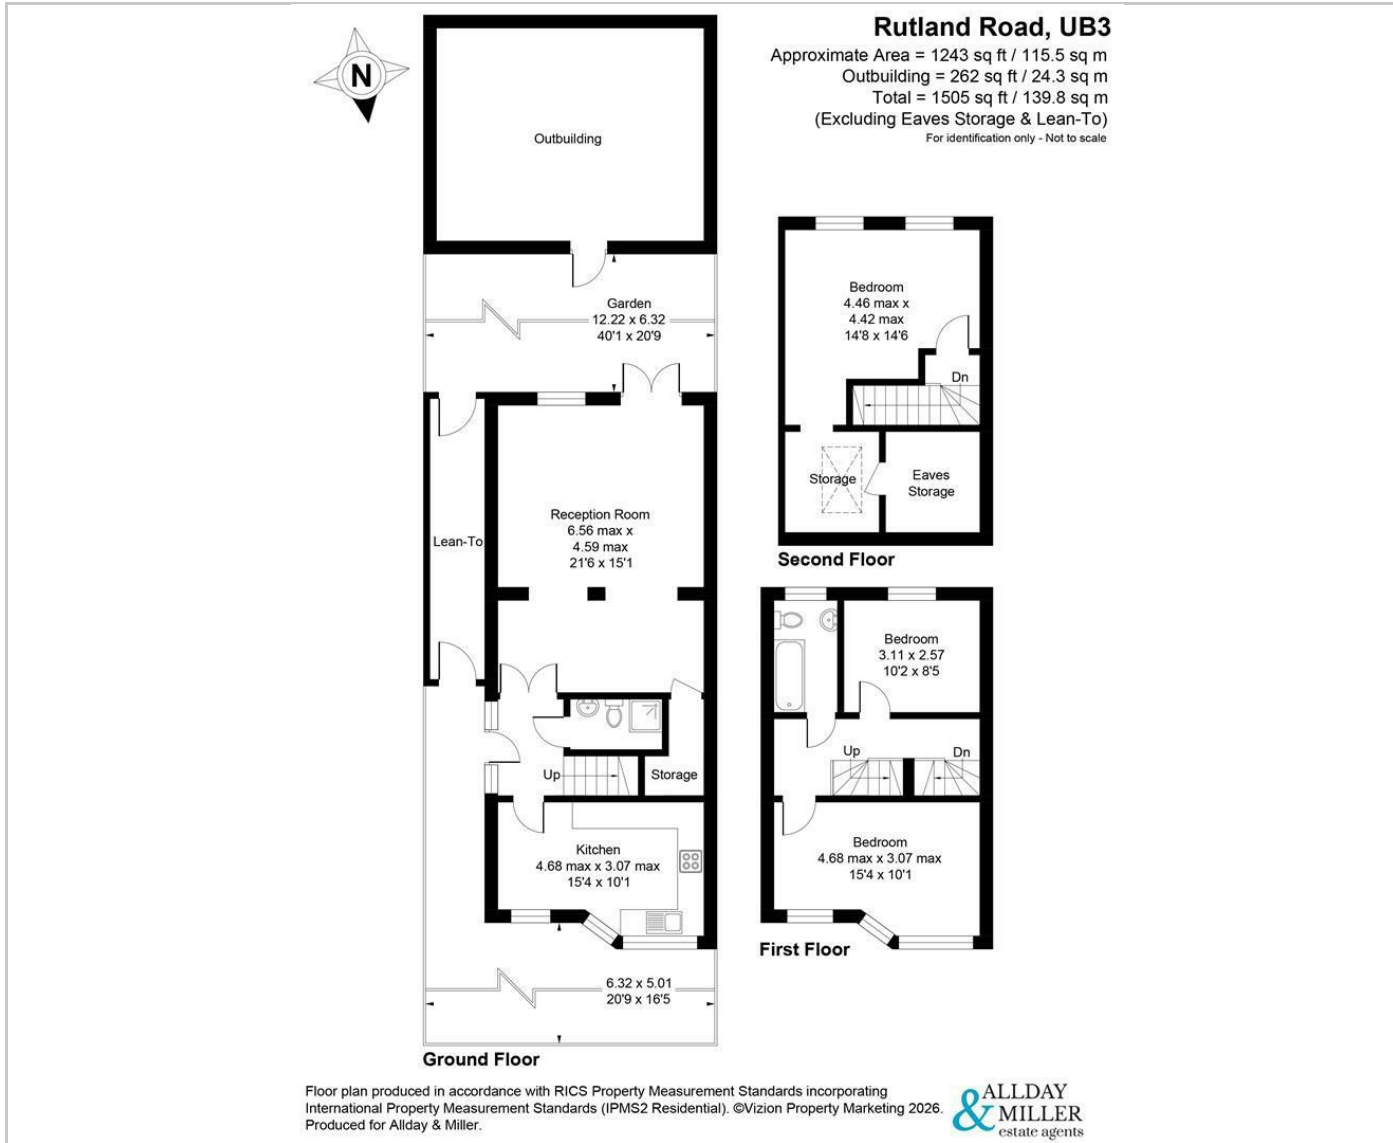 Rutland Road, UB3
Approximate Area = 1243 sq ft / 115.5 sq m
Outbuilding = 262 sq ft / 24.3 sq m
Total = 1505 sq ft / 139.8 sq m
(Excluding Eaves Storage & Lean-To)
For identification only - Not to scale
N
Outbuilding
Garden
12.22 x 6.32
40'1 x 20'9
Reception Room
6.56 max x
4.59 max
21'6 x 15'1
Lean-To
Up
Storage
Kitchen
4.68 max x 3.07 max
15'4 x 10'1
6.32 x 5.01
20'9 x 16'5
Ground Floor
Bedroom
4.46 max x
4.42 max
14'8 x 14'6
Dn
Storage
Eaves
Storage
Second Floor
Bedroom
3.11 x 2.57
10'2 x 8'5
Up
Dn
Bedroom
4.68 max x 3.07 max
15'4 x 10'1
First Floor
Floor plan produced in accordance with RICS Property Measurement Standards incorporating
International Property Measurement Standards (IPMS2 Residential). ©Vizion Property Marketing 2026.
Produced for Allday & Miller.
ALLDAY
& MILLER
estate agents